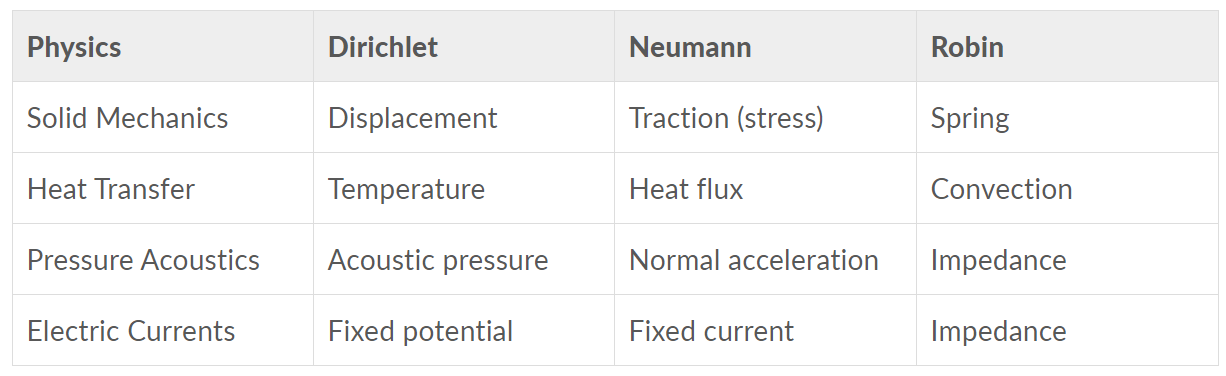 Physics Dirichlet Neumann Robin
Solid Mechanics Displacement Traction (stress) Spring
Heat Transfer Temperature Heat flux Convection
Pressure Acoustics Acoustic pressure Normal acceleration Impedance
Electric Currents Fixed potential Fixed current Impedance